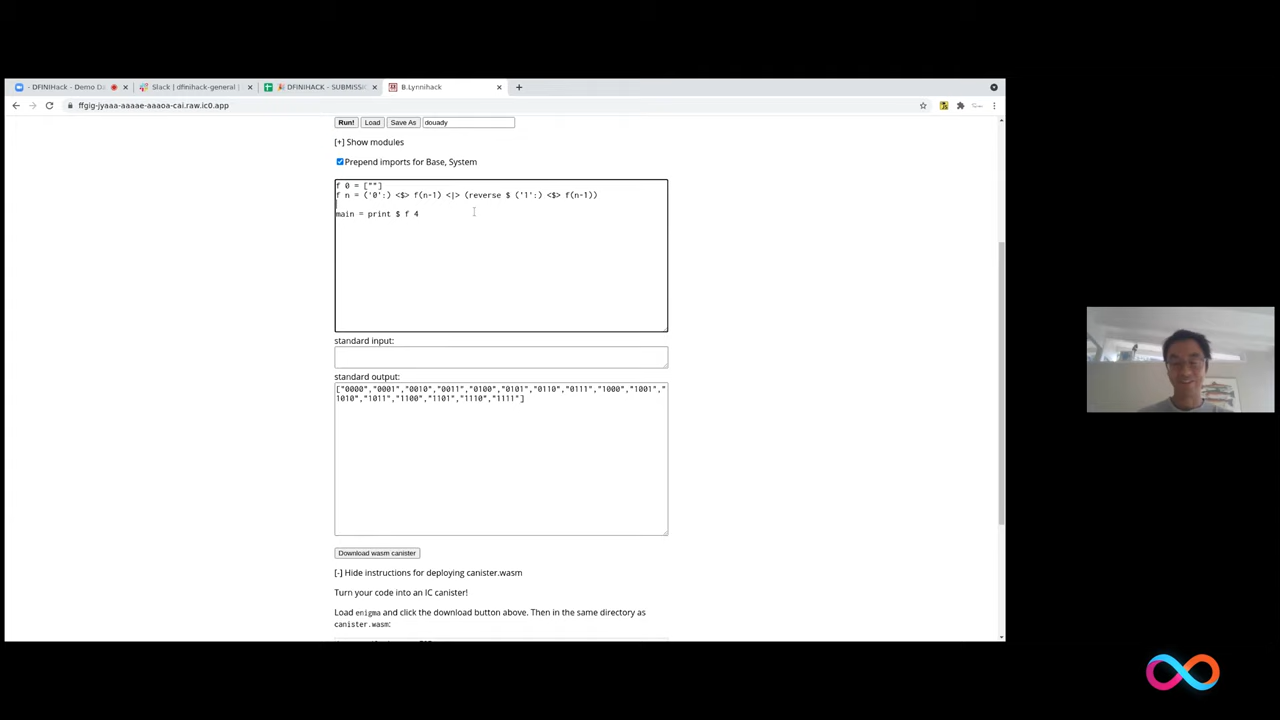 - DFINIHack - Demo Da
Slack | dfinihack-general |
DFINIHACK - SUBMISSI
B.Lynnihack
ffgig-jyaaa-aaaae-aaaoa-cai.raw.ic0.app
Run! Load Save As douady
[+] Show modules
Prepend imports for Base, System
f 0 = [""]
f n = ('0':) <$> f(n-1) <|> (reverse $ ('1':) <$> f(n-1))
main = print $ f 4
standard input:
standard output:
["0000","0001","0010","0011","0100","0101","0110","0111","1000","1001","
1010","1011","1100","1101","1110","1111"]
Download wasm canister
[-] Hide instructions for deploying canister.wasm
Turn your code into an IC canister!
Load enigma and click the download button above. Then in the same directory as
canister.wasm: